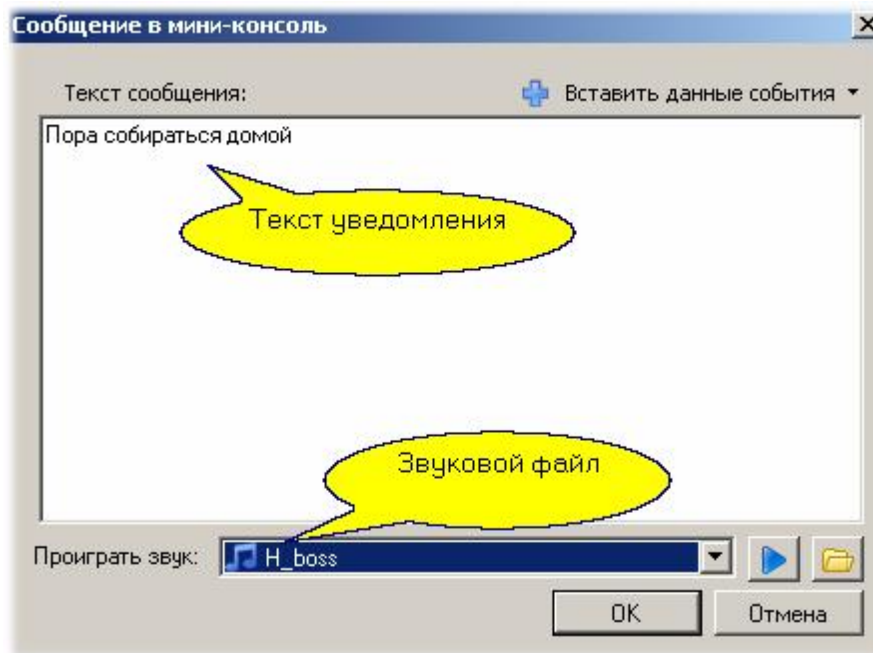 Сообщение в мини-консоль
Текст сообщения:
Вставить данные события
Пора собираться домой
Текст уведомления
Звуковой файл
Проиграть звук:
H_boss
OK
Отмена